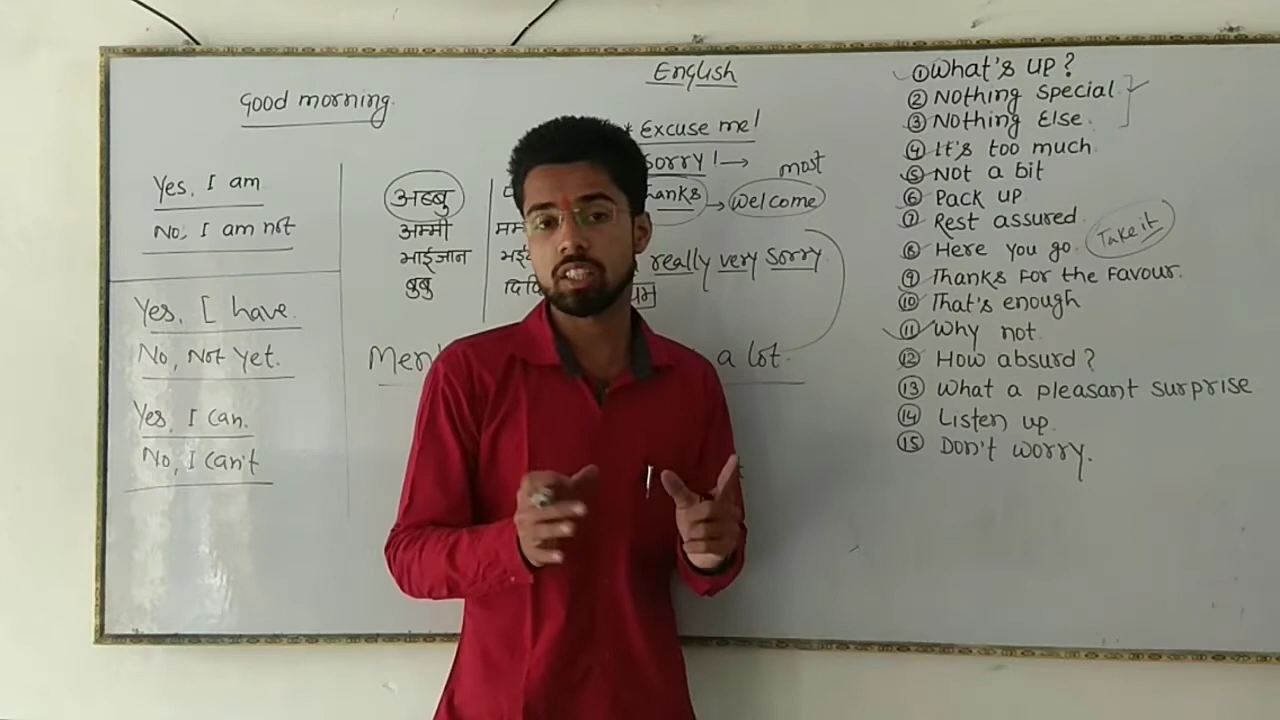 English
Good morning.
* Excuse me!
Sorry! →
most
Thanks → Welcome
Yes, I am
No, I am not
अब्बु
अम्मी
भाईजान
बुबु
really very sorry
Yes, I have.
No, Not yet.
a lot.
Yes, I can.
No, I can't
① What's up?
② Nothing special
③ Nothing Else.
④ It's too much
⑤ Not a bit
⑥ Pack up
⑦ Rest assured
⑧ Here you go. Take it
⑨ Thanks for the favour.
⑩ That's enough
⑪ Why not.
⑫ How absurd?
⑬ What a pleasant surprise
⑭ Listen up.
⑮ Don't worry.